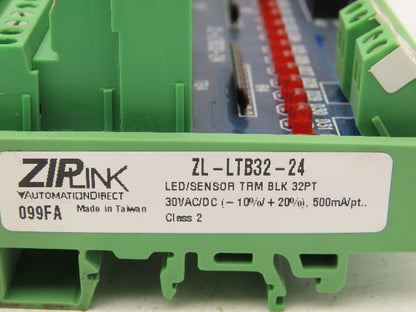 ZIPLINK
AUTOMATIONDIRECT
099FA Made in Taiwan
ZL-LTB32-24
LED/SENSOR TRM BLK 32PT
30VAC/DC (-10%/+20%), 500mA/pt..
Class 2